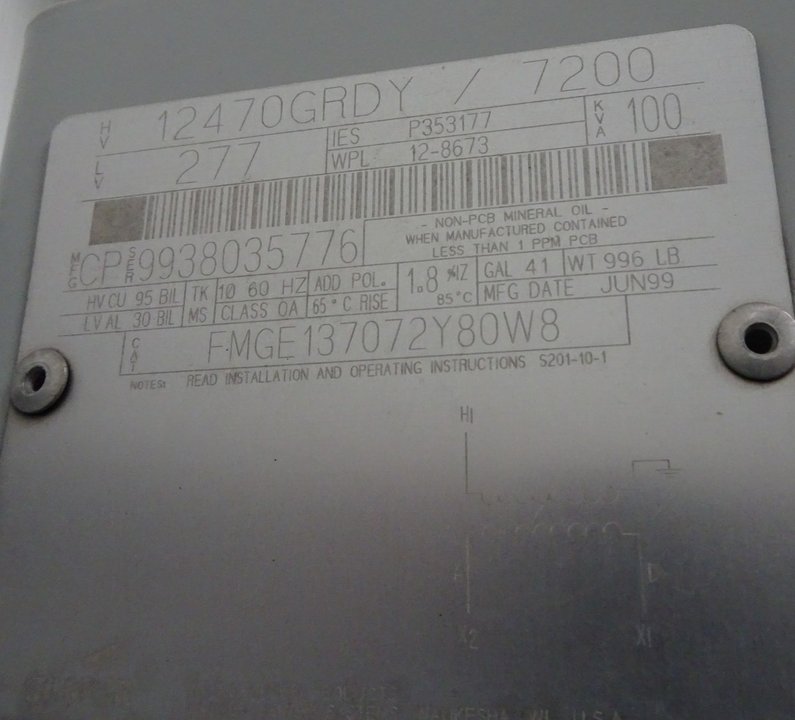 HV 12470GRDY / 7200
LV 277 IES P353177 KVA 100
WPL 12-8673
- NON-PCB MINERAL OIL -
WHEN MANUFACTURED CONTAINED
LESS THAN 1 PPM PCB
MFG CP SER 9938035776
HV CU 95 BIL TK 1Ø 60 HZ ADD POL. 1.8 %IZ GAL 41 WT 996 LB
LV AL 30 BIL MS CLASS OA 65°C RISE 85°C MFG DATE JUN99
CAT F-MGE137072Y80W8
NOTES: READ INSTALLATION AND OPERATING INSTRUCTIONS S201-10-1
H1
X2 X1
U.S.A.